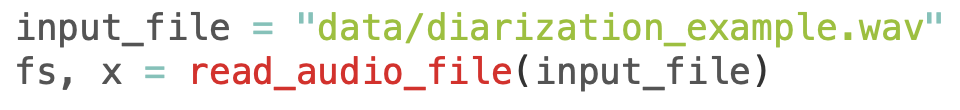 input_file = "data/diarization_example.wav"
fs, x = read_audio_file(input_file)